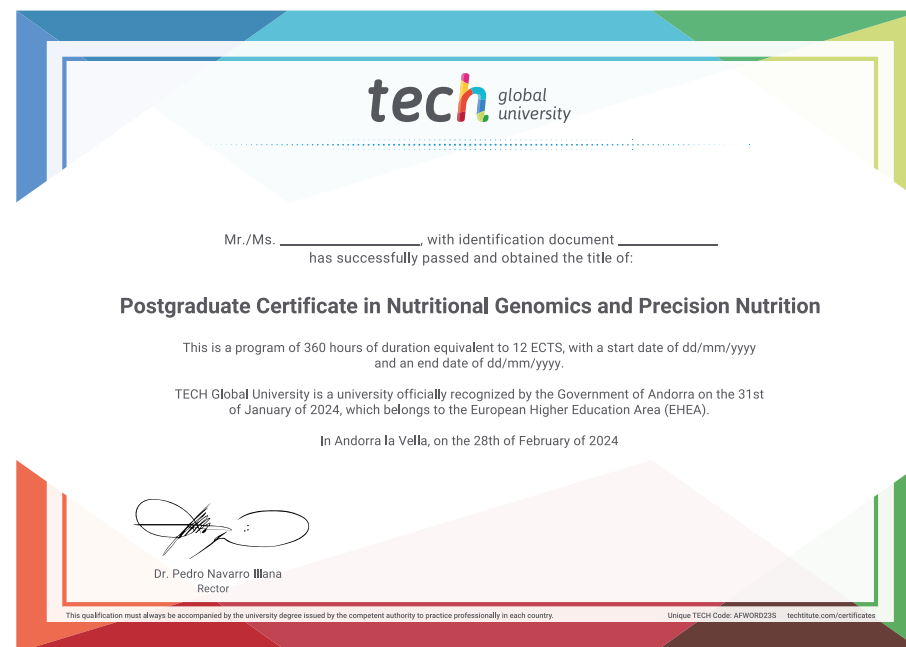 tech global university
Mr./Ms. ____________, with identification document ____________
has successfully passed and obtained the title of:
Postgraduate Certificate in Nutritional Genomics and Precision Nutrition
This is a program of 360 hours of duration equivalent to 12 ECTS, with a start date of dd/mm/yyyy
and an end date of dd/mm/yyyy.
TECH Global University is a university officially recognized by the Government of Andorra on the 31st
of January of 2024, which belongs to the European Higher Education Area (EHEA).
In Andorra la Vella, on the 28th of February of 2024
Dr. Pedro Navarro Illana
Rector
This qualification must always be accompanied by the university degree issued by the competent authority to practice professionally in each country.
Unique TECH Code: AFWORD23S techtitute.com/certificates